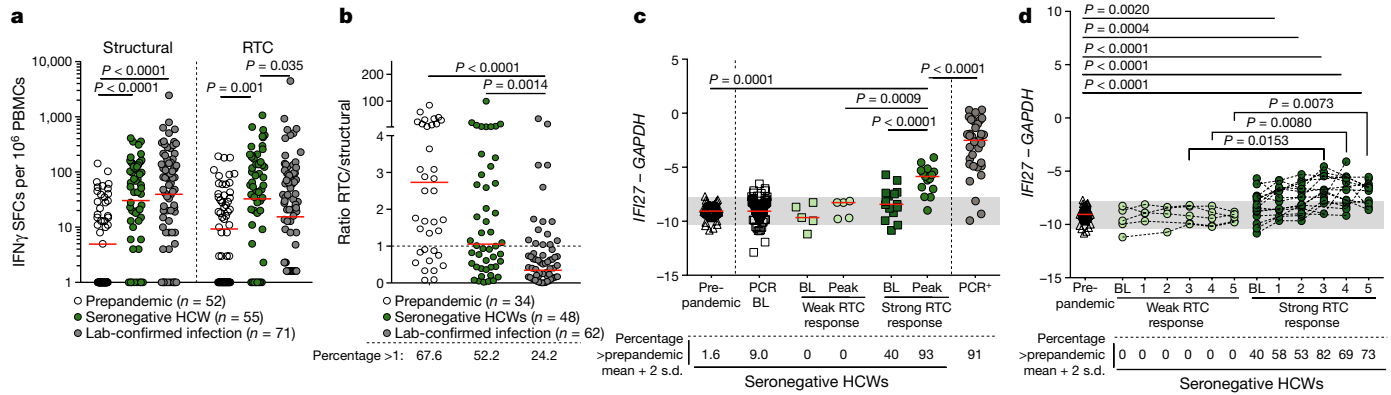 a
Structural RTC
IFNγ SFCs per 10⁶ PBMCs
10,000
1,000
100
10
1
P < 0.0001
P < 0.0001
P = 0.001
P = 0.035
Prepandemic (n = 52)
Seronegative HCW (n = 55)
Lab-confirmed infection (n = 71)
b
Ratio RTC/structural
200
100
4
3
2
1
0
P < 0.0001
P = 0.0014
Prepandemic (n = 34)
Seronegative HCWs (n = 48)
Lab-confirmed infection (n = 62)
Percentage >1: 67.6 52.2 24.2
c
IFI27 – GAPDH
5
0
−5
−10
−15
P = 0.0001
P < 0.0001
P = 0.0009
P < 0.0001
Pre-pandemic
PCR BL
BL Peak
Weak RTC response
BL Peak
Strong RTC response
PCR⁺
Percentage >prepandemic mean + 2 s.d.
1.6 9.0 0 0 40 93 91
Seronegative HCWs
d
IFI27 – GAPDH
10
5
0
−5
−10
−15
P = 0.0020
P = 0.0004
P < 0.0001
P < 0.0001
P < 0.0001
P = 0.0073
P = 0.0080
P = 0.0153
Pre-pandemic
BL 1 2 3 4 5
Weak RTC response
BL 1 2 3 4 5
Strong RTC response
Percentage >prepandemic mean + 2 s.d.
0 0 0 0 0 0 0 40 58 53 82 69 73
Seronegative HCWs